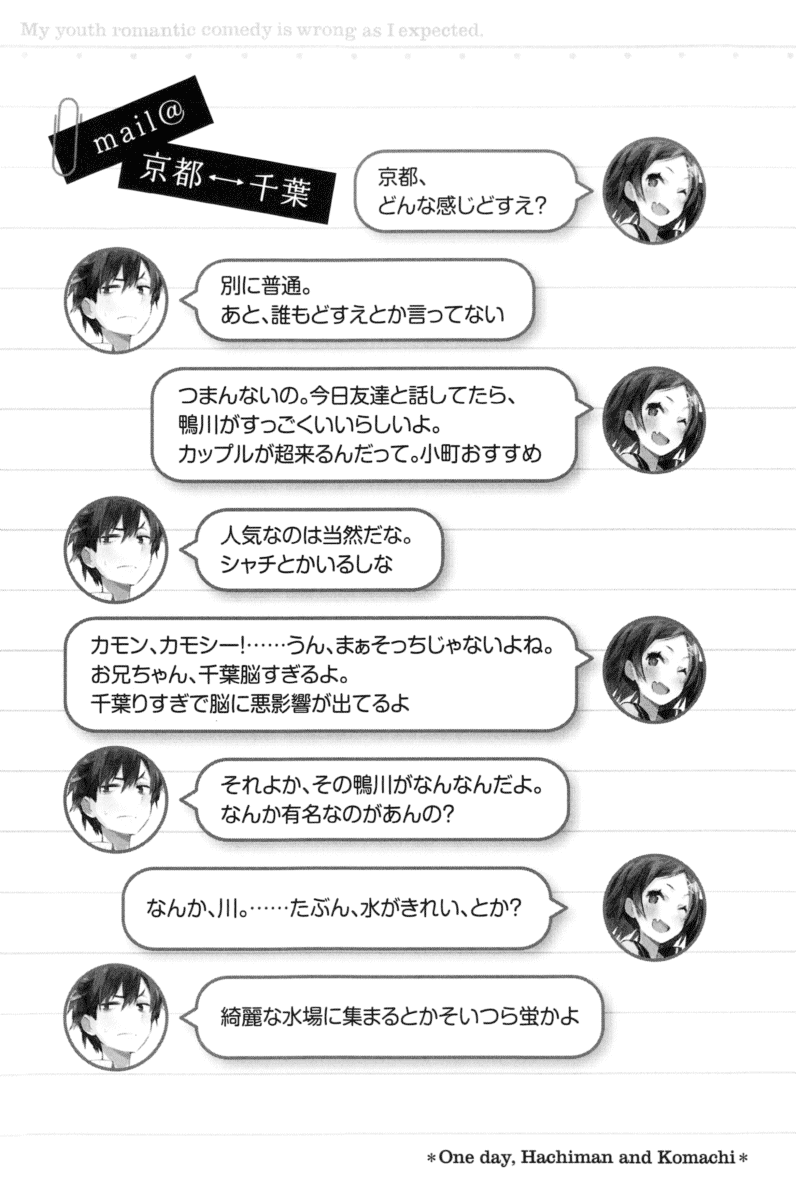 My youth romantic comedy is wrong as I expected.
mail@
京都↔千葉
京都、
どんな感じどすえ?
別に普通。
あと、誰もどすえとか言ってない
つまんないの。今日友達と話してたら、
鴨川がすっごくいいらしいよ。
カップルが超来るんだって。小町おすすめ
人気なのは当然だな。
シャチとかいるしな
カモン、カモシー!……うん、まぁそっちじゃないよね。
お兄ちゃん、千葉脳すぎるよ。
千葉りすぎで脳に悪影響が出てるよ
それよか、その鴨川がなんなんだよ。
なんか有名なのがあんの?
なんか、川。……たぶん、水がきれい、とか?
綺麗な水場に集まるとかそいつら蛍かよ
*One day, Hachiman and Komachi*